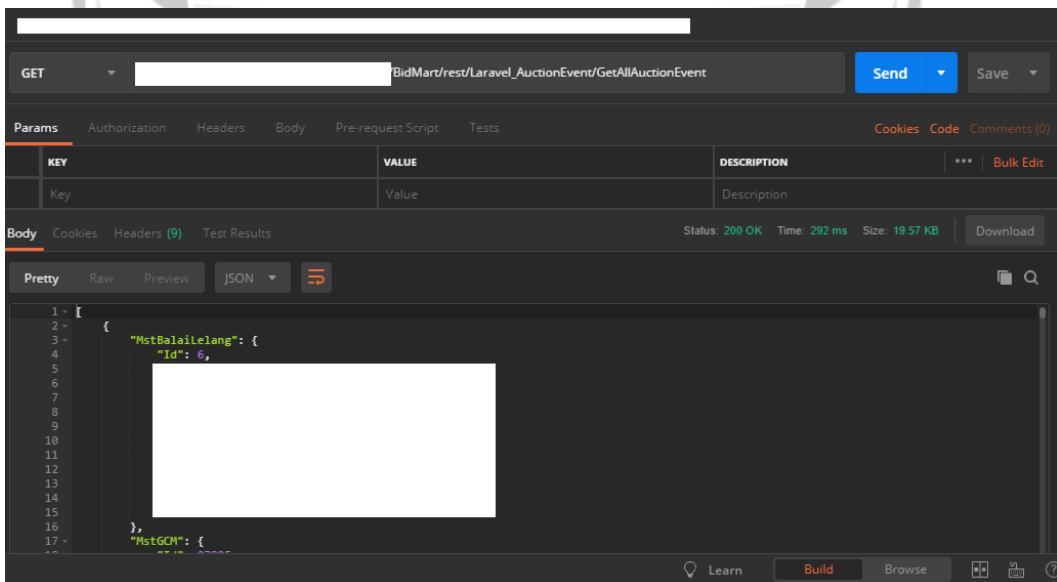 GET /BidMart/rest/Laravel_AuctionEvent/GetAllAuctionEvent Send Save
Params Authorization Headers Body Pre-request Script Tests Cookies Code Comments (0)
KEY VALUE DESCRIPTION ••• Bulk Edit
Key Value Description
Body Cookies Headers (9) Test Results Status: 200 OK Time: 292 ms Size: 19.57 KB Download
Pretty Raw Preview JSON
1 [
2 {
3 "MstBalaiLelang": {
4 "Id": 6,
5
6
7
8
9
10
11
12
13
14
15
16 },
17 "MstGCM": {
Learn Build Browse